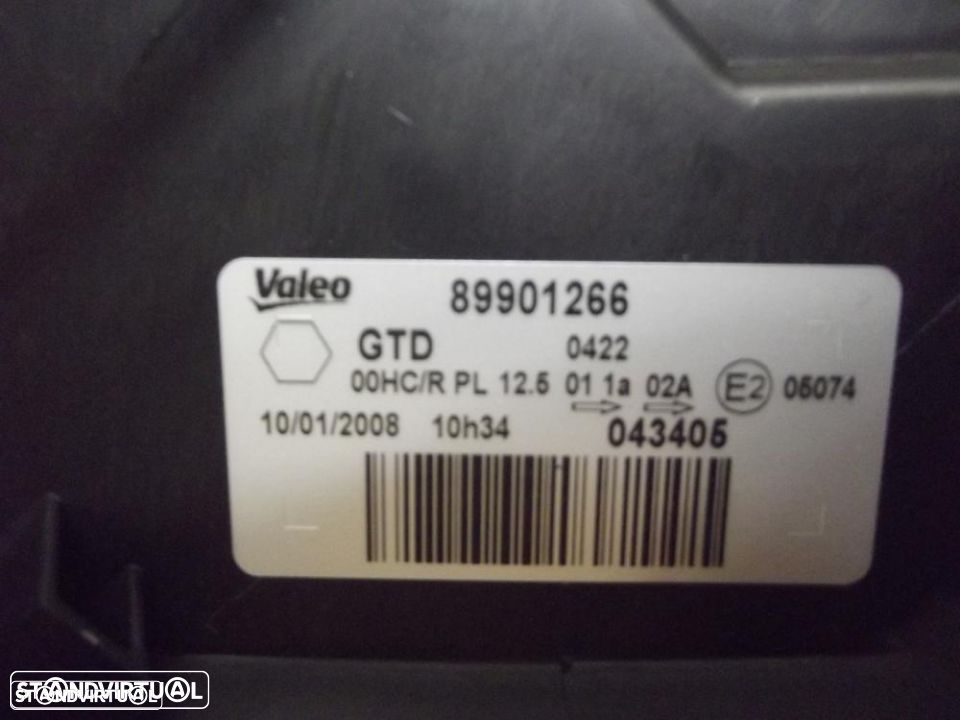 Valeo 89901266
GTD 0422
00HC/R PL 12.5 01 1a 02A E2 05074
10/01/2008 10h34 043405
STANDVIRTUAL
STANDVIRTUAL